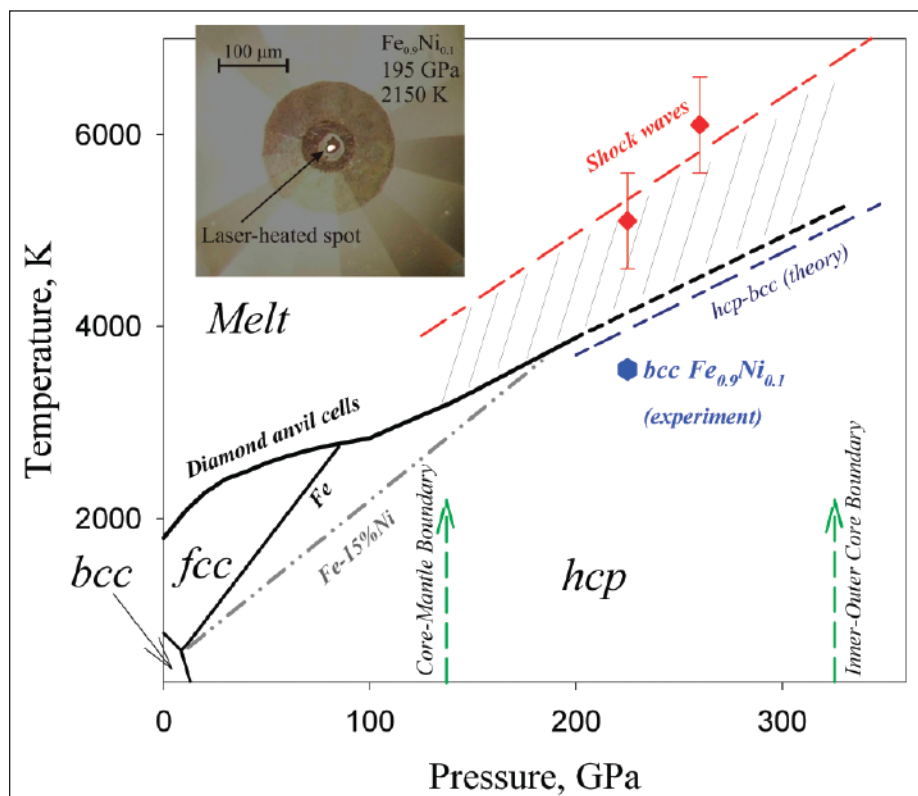 100 µm
Fe0.9Ni0.1
195 GPa
2150 K
Laser-heated spot
Shock waves
hcp-bcc (theory)
Melt
bcc Fe0.9Ni0.1
(experiment)
Diamond anvil cells
Fe
Fe-15%Ni
bcc
fcc
hcp
Core-Mantle Boundary
Inner-Outer Core Boundary
Temperature, K
6000
4000
2000
0
100
200
300
Pressure, GPa